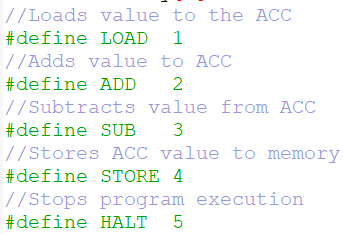 //Loads value to the ACC
#define LOAD  1
//Adds value to ACC
#define ADD   2
//Subtracts value from ACC
#define SUB   3
//Stores ACC value to memory
#define STORE 4
//Stops program execution
#define HALT  5